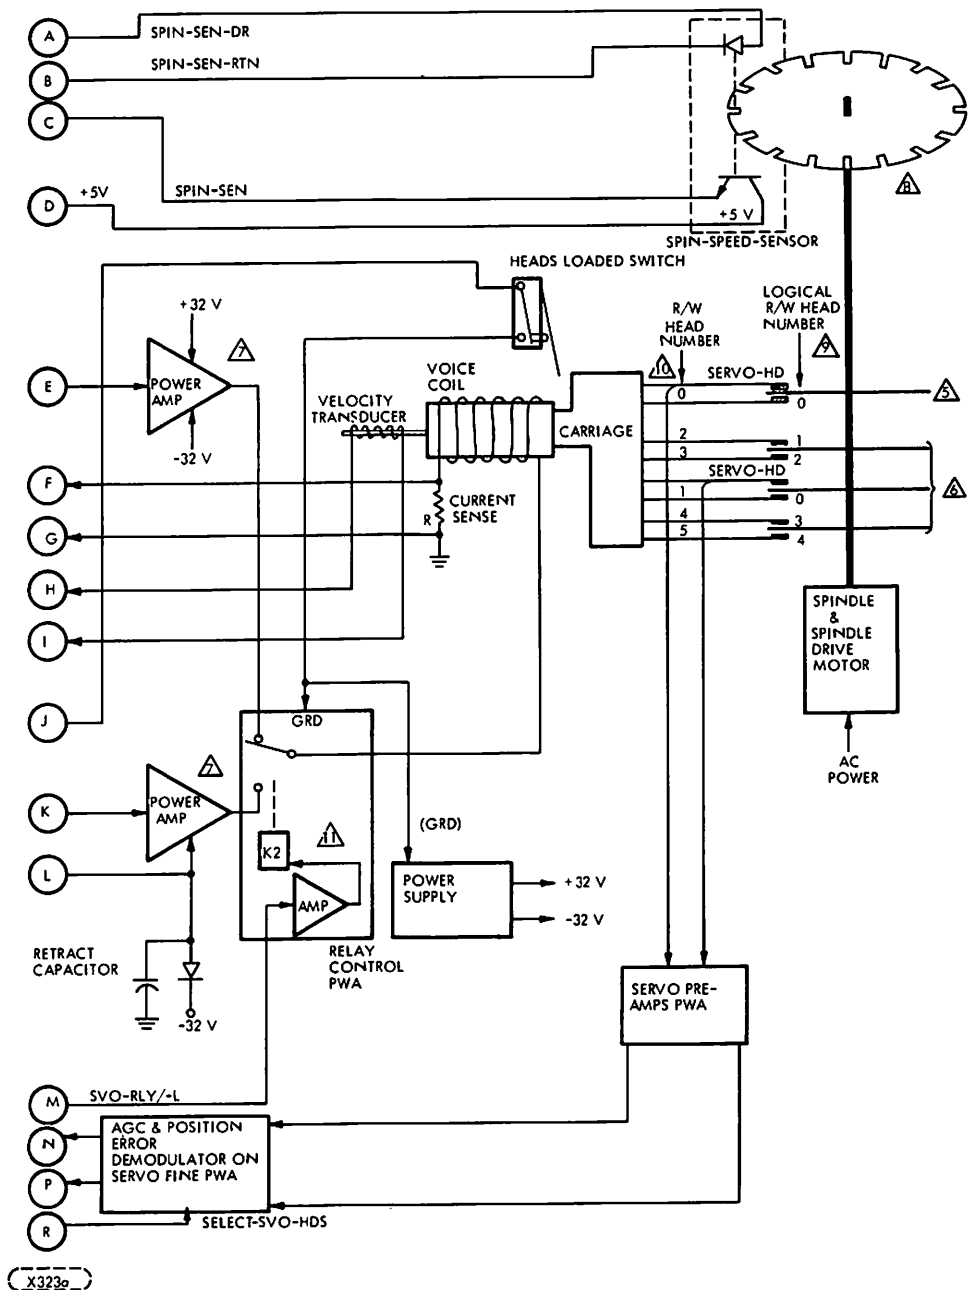 A
SPIN-SEN-DR
SPIN-SEN-RTN
B
C
SPIN-SEN
+5V
D
+5 V
SPIN-SPEED-SENSOR
8
HEADS LOADED SWITCH
+32 V
7
E
POWER
AMP
-32 V
VOICE
COIL
VELOCITY
TRANSDUCER
CARRIAGE
R/W
HEAD
NUMBER
LOGICAL
R/W HEAD
NUMBER
9
10
SERVO-HD
0
0
5
2
1
3
2
SERVO-HD
6
1
0
4
3
5
4
F
CURRENT
SENSE
R
G
H
I
J
GRD
SPINDLE
&
SPINDLE
DRIVE
MOTOR
AC
POWER
7
K
POWER
AMP
L
11
K2
AMP
(GRD)
POWER
SUPPLY
+32 V
-32 V
RELAY
CONTROL
PWA
RETRACT
CAPACITOR
-32 V
SERVO PRE-
AMPS PWA
M
SVO-RLY/-L
N
AGC & POSITION
ERROR
DEMODULATOR ON
SERVO FINE PWA
P
R
SELECT-SVO-HDS
X323a